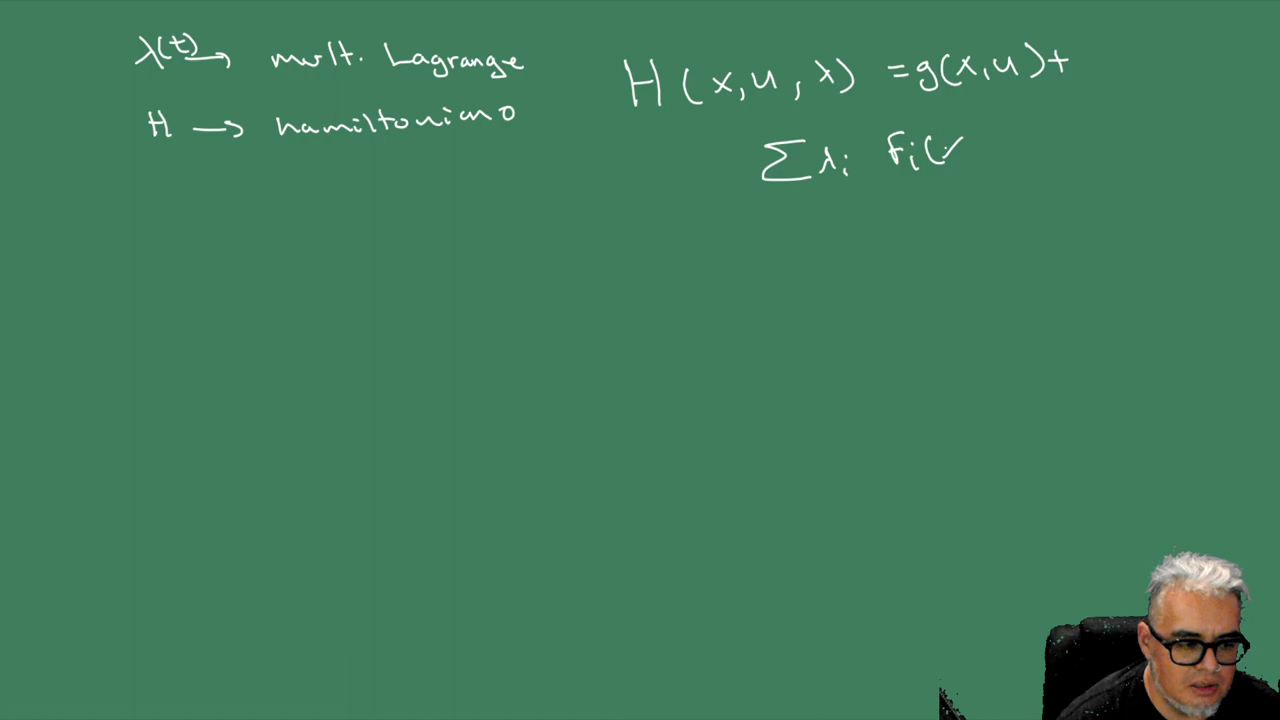 λ(t) → mult. Lagrange
H → hamiltoniano
H(x,u,λ) = g(x,u)+
∑λi Fi(